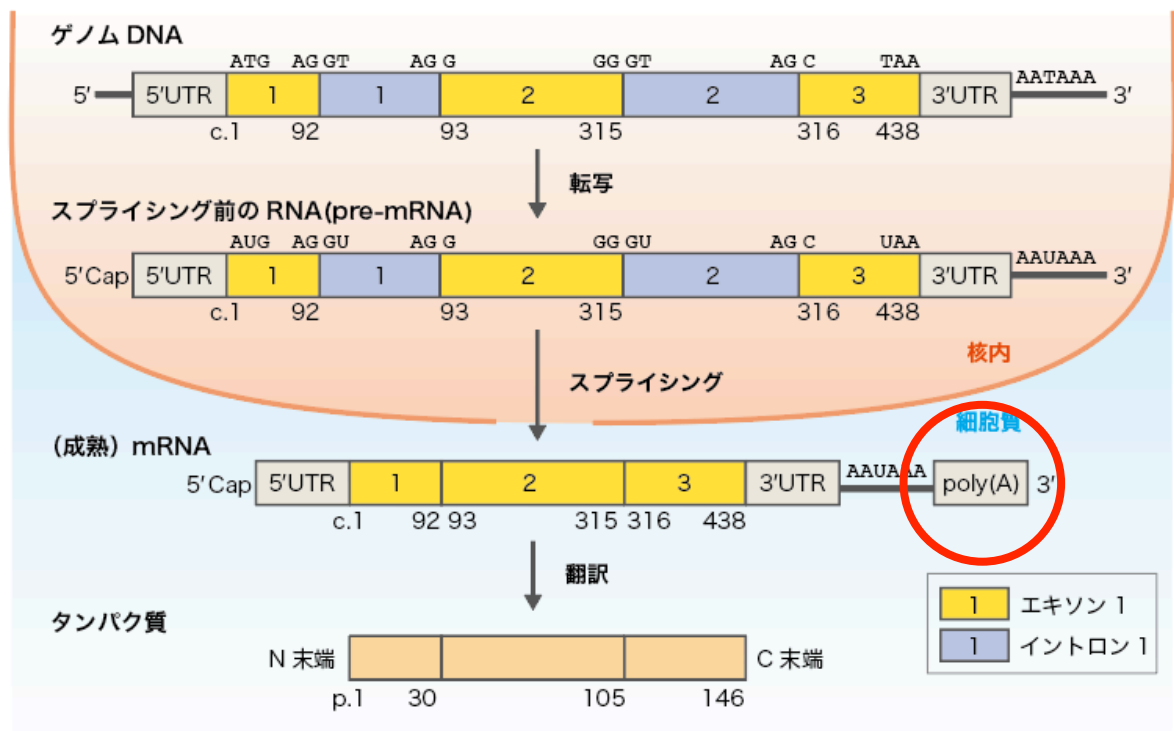 ゲノム DNA
ATG AG GT AG G GG GT AG C TAA AATAAA
5′ 5′UTR 1 1 2 2 3 3′UTR 3′
c.1 92 93 315 316 438
転写
スプライシング前の RNA(pre-mRNA)
AUG AG GU AG G GG GU AG C UAA AAUAAA
5′Cap 5′UTR 1 1 2 2 3 3′UTR 3′
c.1 92 93 315 316 438
核内
スプライシング
細胞質
(成熟) mRNA
5′Cap 5′UTR 1 2 3 3′UTR AAUAAA poly(A) 3′
c.1 92 93 315 316 438
翻訳
1 エキソン 1
1 イントロン 1
タンパク質
N 末端 C 末端
p.1 30 105 146